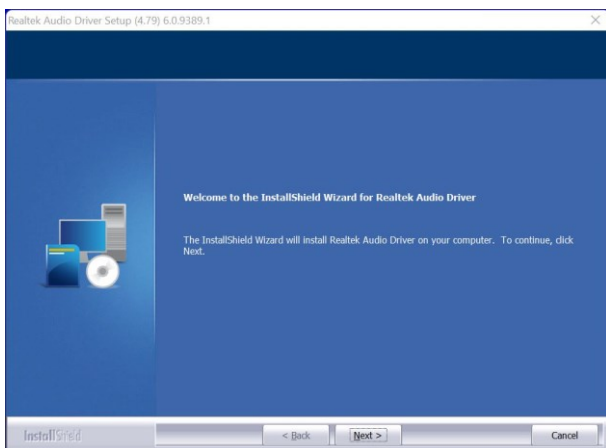 Realtek Audio Driver Setup (4.79) 6.0.9389.1
Welcome to the InstallShield Wizard for Realtek Audio Driver
The InstallShield Wizard will install Realtek Audio Driver on your computer. To continue, click
Next.
InstallShield
< Back
Next >
Cancel